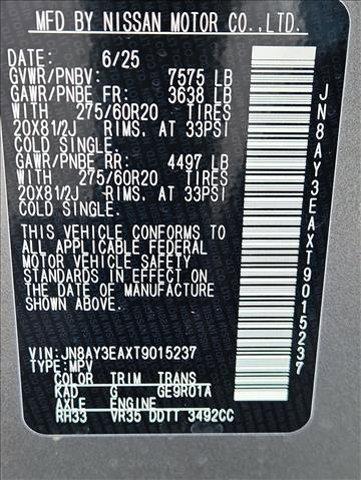 MFD BY NISSAN MOTOR CO.,LTD.
DATE: 6/25
GVWR/PNBV: 7575 LB
GAWR/PNBE FR: 3638 LB
WITH 275/60R20 TIRES
20X81/2J RIMS, AT 33PSI
COLD SINGLE.
GAWR/PNBE RR: 4497 LB
WITH 275/60R20 TIRES
20X81/2J RIMS, AT 33PSI
COLD SINGLE.
THIS VEHICLE CONFORMS TO
ALL APPLICABLE FEDERAL
MOTOR VEHICLE SAFETY
STANDARDS IN EFFECT ON
THE DATE OF MANUFACTURE
SHOWN ABOVE.
VIN: JN8AY3EAXT9015237
TYPE:MPV
COLOR TRIM TRANS
KAD G GE9R01A
AXLE ENGINE
RH33 VR35 DDTT 3492CC
JN8AY3EAXT9015237